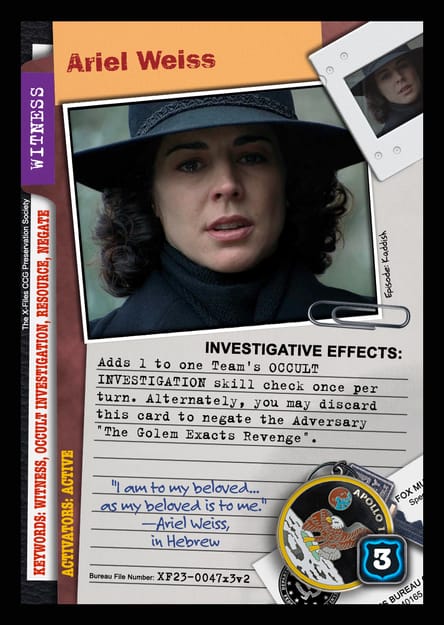 Ariel Weiss
WITNESS
The X-Files CCG Preservation Society
KEYWORDS: WITNESS, OCCULT INVESTIGATION, RESOURCE, NEGATE
ACTIVATORS: ACTIVE
Episode: Kaddish
INVESTIGATIVE EFFECTS:
Adds 1 to one Team's OCCULT
INVESTIGATION skill check once per
turn. Alternately, you may discard
this card to negate the Adversary
"The Golem Exacts Revenge".
"I am to my beloved...
as my beloved is to me."
—Ariel Weiss,
in Hebrew
APOLLO
FOX
3
Bureau File Number: XF23-0047x3v2